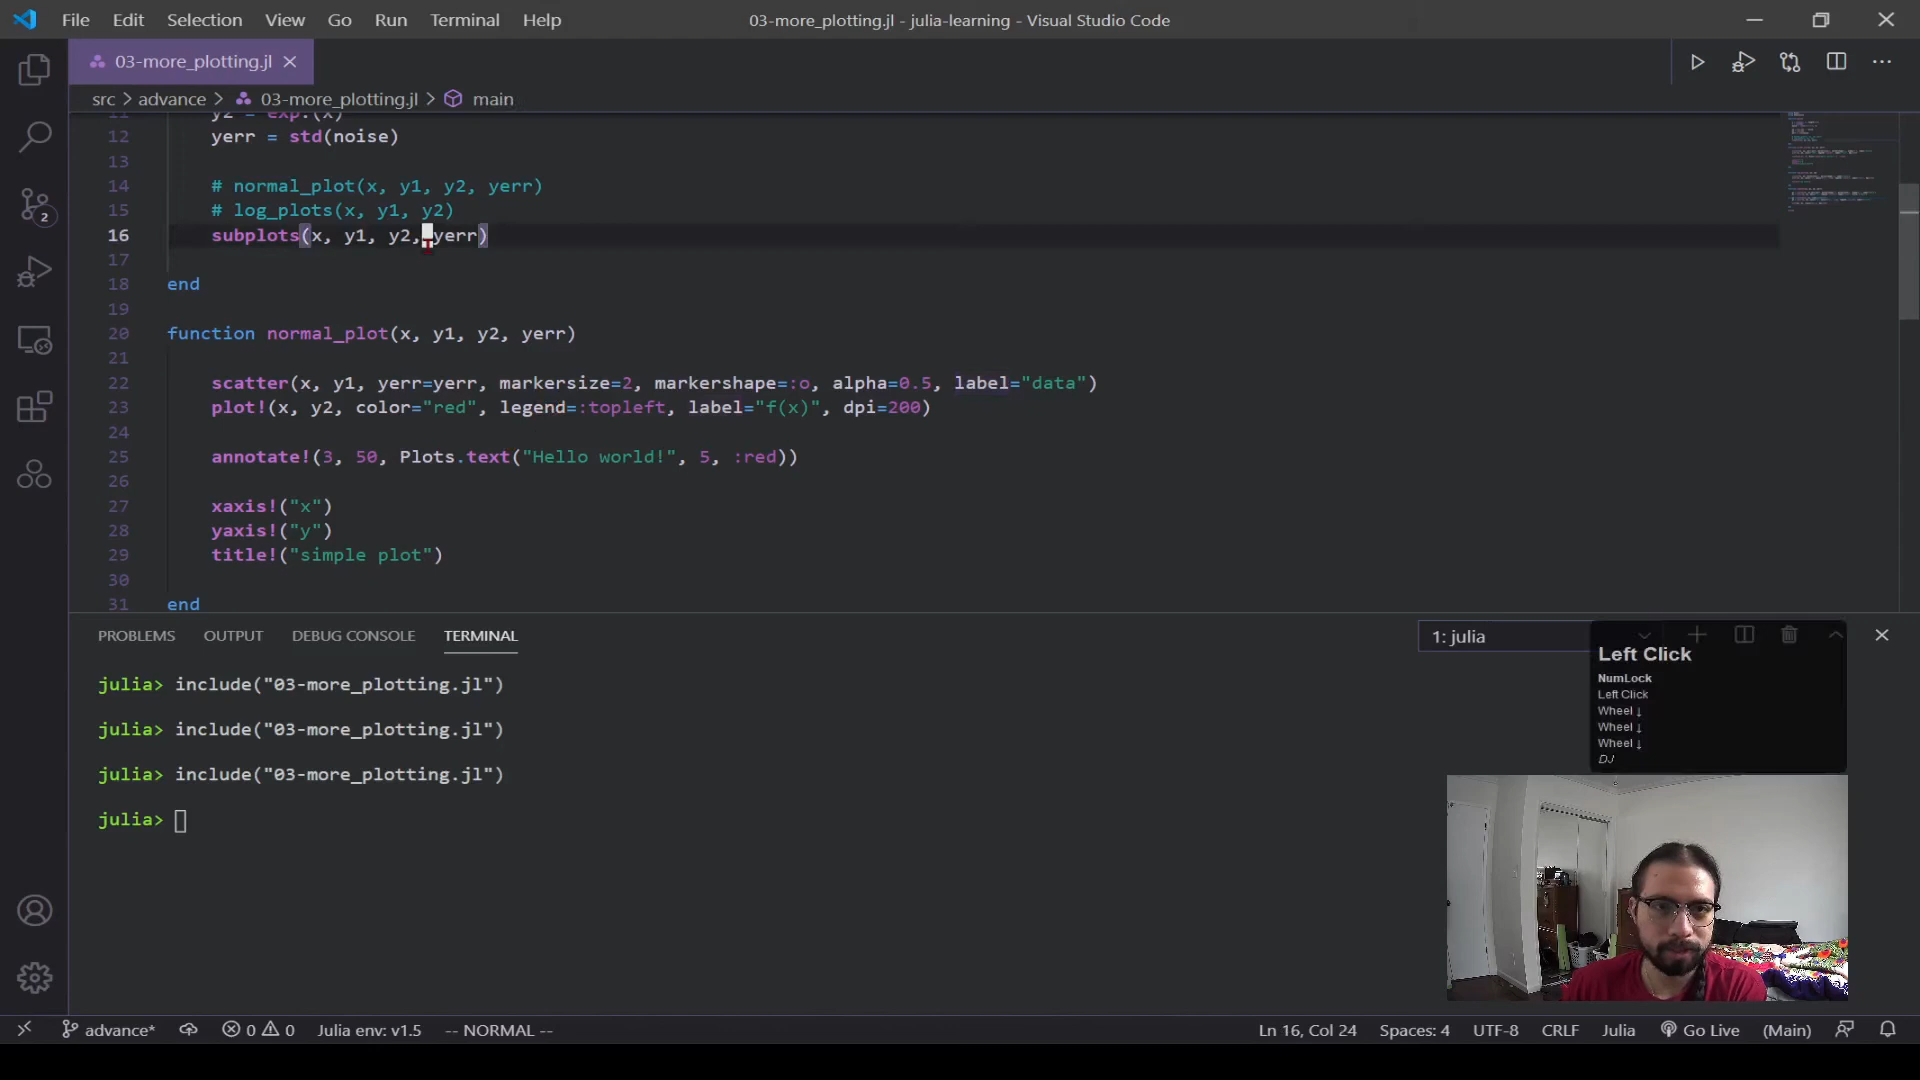 File Edit Selection View Go Run Terminal Help
03-more_plotting.jl - julia-learning - Visual Studio Code
03-more_plotting.jl
src > advance > 03-more_plotting.jl > main
11 y2 = exp.(x)
12 yerr = std(noise)
13
14 # normal_plot(x, y1, y2, yerr)
15 # log_plots(x, y1, y2)
16 subplots(x, y1, y2, yerr)
17
18 end
19
20 function normal_plot(x, y1, y2, yerr)
21
22 scatter(x, y1, yerr=yerr, markersize=2, markershape=:o, alpha=0.5, label="data")
23 plot!(x, y2, color="red", legend=:topleft, label="f(x)", dpi=200)
24
25 annotate!(3, 50, Plots.text("Hello world!", 5, :red))
26
27 xaxis!("x")
28 yaxis!("y")
29 title!("simple plot")
30
31 end
2
PROBLEMS OUTPUT DEBUG CONSOLE TERMINAL
1: julia
julia> include("03-more_plotting.jl")
julia> include("03-more_plotting.jl")
julia> include("03-more_plotting.jl")
julia>
Left Click
NumLock
Left Click
Wheel ↓
Wheel ↓
Wheel ↓
DJ
advance* 0 0 Julia env: v1.5 -- NORMAL -- Ln 16, Col 24 Spaces: 4 UTF-8 CRLF Julia Go Live (Main)